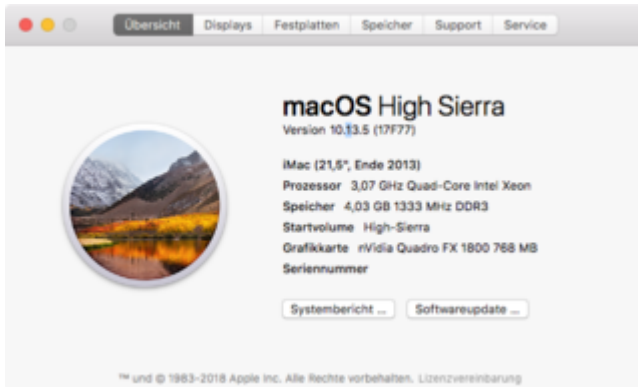 Übersicht Displays Festplatten Speicher Support Service
macOS High Sierra
Version 10.13.5 (17F77)
iMac (21,5", Ende 2013)
Prozessor 3,07 GHz Quad-Core Intel Xeon
Speicher 4,03 GB 1333 MHz DDR3
Startvolume High-Sierra
Grafikkarte nVidia Quadro FX 1800 768 MB
Seriennummer
Systembericht ... Softwareupdate ...
™ und © 1983-2018 Apple Inc. Alle Rechte vorbehalten. Lizenzvereinbarung